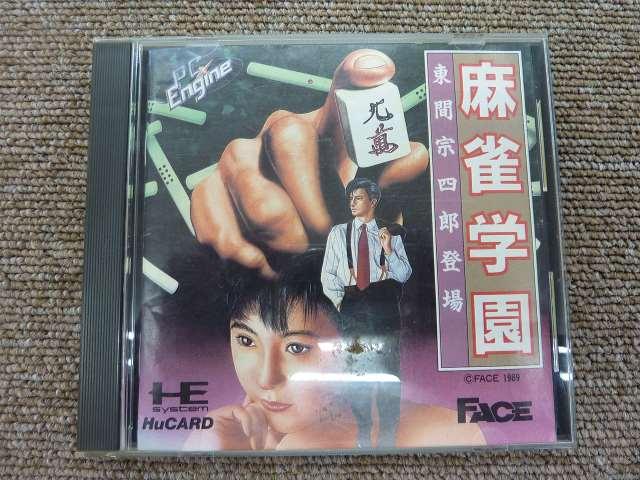 PC Engine
麻雀学園
東間宗四郎登場
九萬
©FACE 1989
HE system
HuCARD
FACE